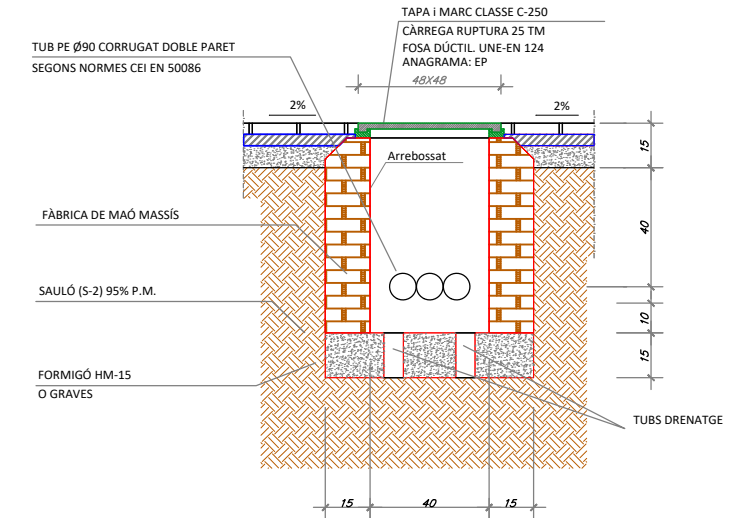 TAPA i MARC CLASSE C-250
CÀRREGA RUPTURA 25 TM
FOSA DÚCTIL. UNE-EN 124
ANAGRAMA: EP
TUB PE Ø90 CORRUGAT DOBLE PARET
SEGONS NORMES CEI EN 50086
48X48
2%
2%
15
Arrebossat
40
FÀBRICA DE MAÓ MASSÍS
SAULÓ (S-2) 95% P.M.
10
15
FORMIGÓ HM-15
O GRAVES
TUBS DRENATGE
15
40
15